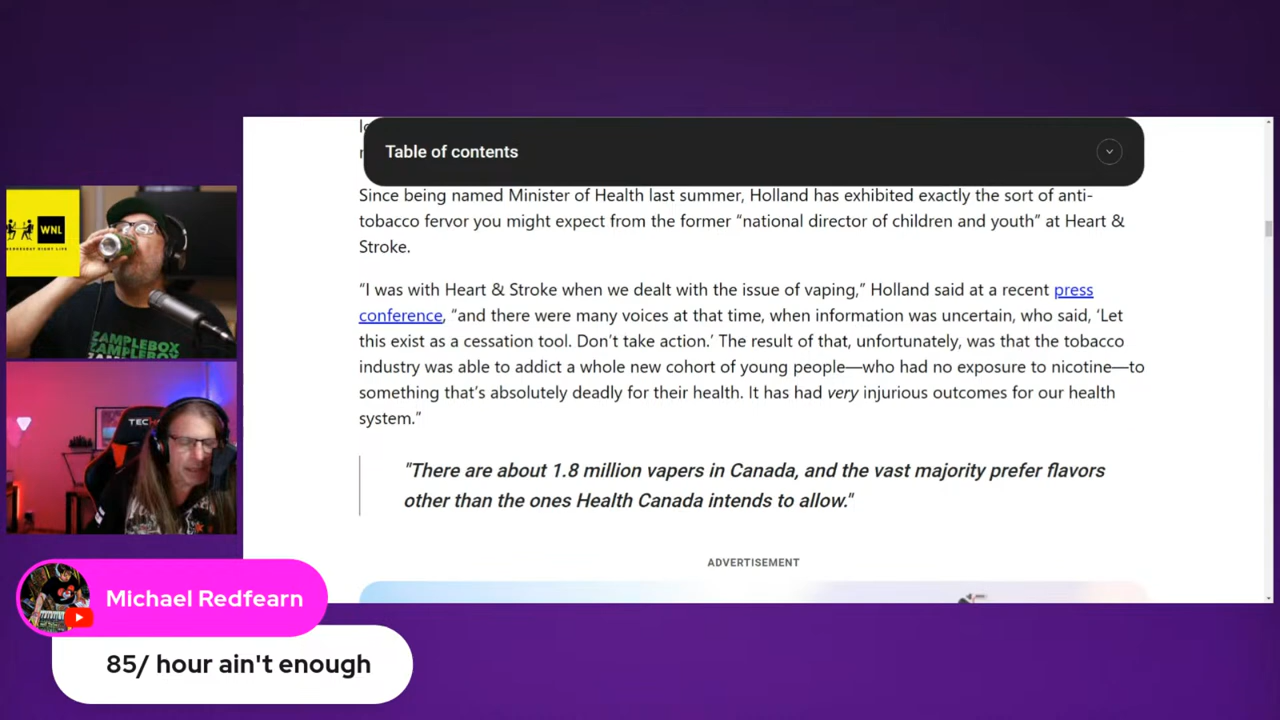 Table of contents
Since being named Minister of Health last summer, Holland has exhibited exactly the sort of anti-
tobacco fervor you might expect from the former “national director of children and youth” at Heart &
Stroke.
“I was with Heart & Stroke when we dealt with the issue of vaping,” Holland said at a recent press
conference, “and there were many voices at that time, when information was uncertain, who said, ‘Let
this exist as a cessation tool. Don’t take action.’ The result of that, unfortunately, was that the tobacco
industry was able to addict a whole new cohort of young people—who had no exposure to nicotine—to
something that’s absolutely deadly for their health. It has had very injurious outcomes for our health
system.”
"There are about 1.8 million vapers in Canada, and the vast majority prefer flavors
other than the ones Health Canada intends to allow."
ADVERTISEMENT
WNL
ZAMPLEBOX
ZAMPLEBOX
TECH
Michael Redfearn
85/ hour ain't enough